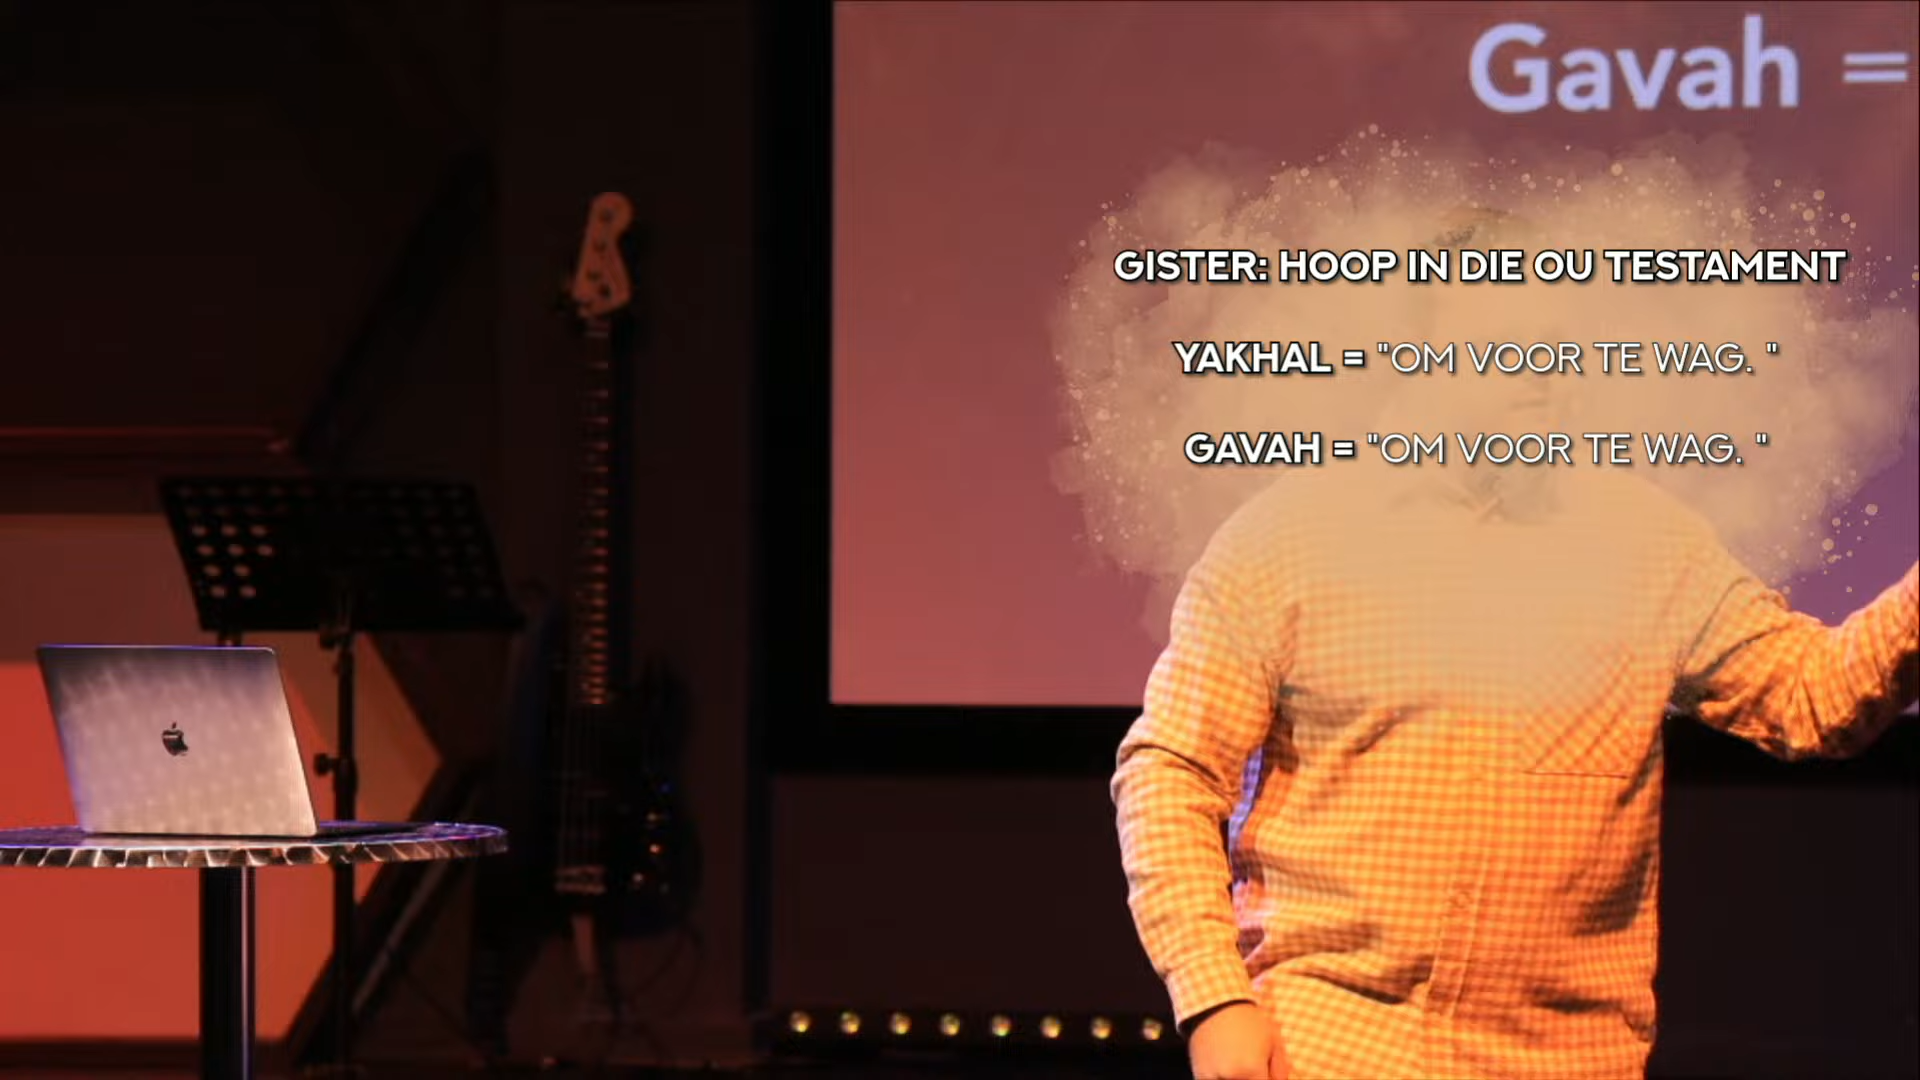 Gavah =
GISTER: HOOP IN DIE OU TESTAMENT
YAKHAL = "OM VOOR TE WAG. "
GAVAH = "OM VOOR TE WAG. "